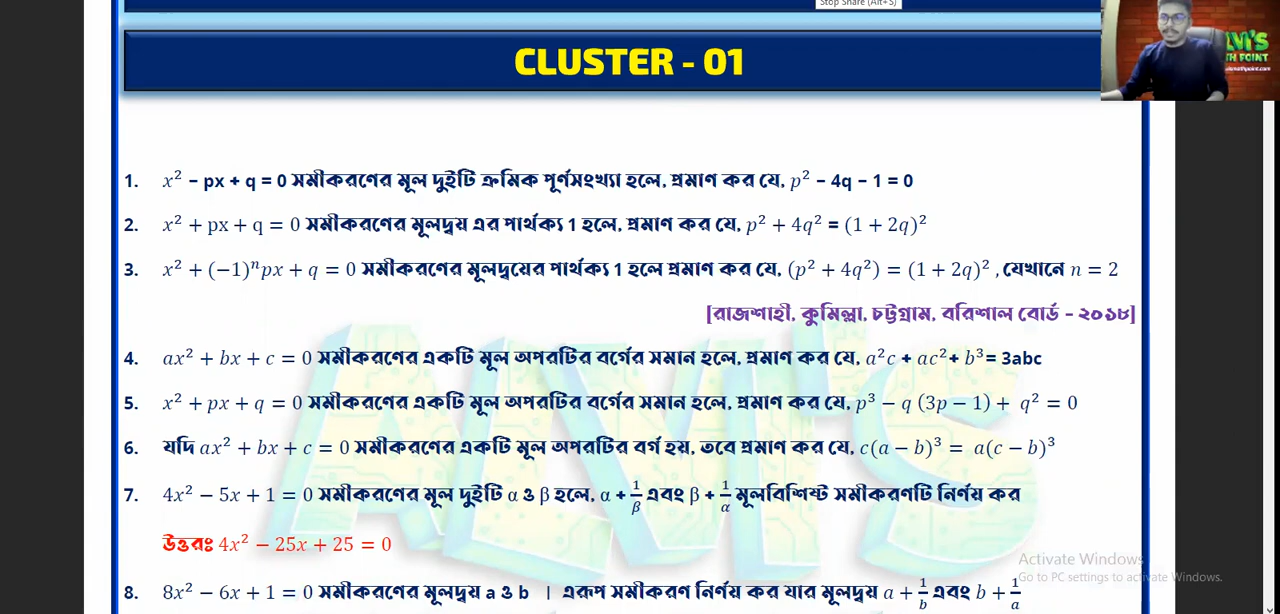 Stop Share (Alt+S)
CLUSTER - 01
TH POINT
1. x² – px + q = 0 সমীকরণের মূল দুইটি ক্রমিক পূর্ণসংখ্যা হলে, প্রমাণ কর যে, p² – 4q – 1 = 0
2. x² + px + q = 0 সমীকরণের মূলদ্বয় এর পার্থক্য 1 হলে, প্রমাণ কর যে, p² + 4q² = (1 + 2q)²
3. x² + (−1)ⁿpx + q = 0 সমীকরণের মূলদ্বয়ের পার্থক্য 1 হলে প্রমাণ কর যে, (p² + 4q²) = (1 + 2q)² , যেখানে n = 2
[রাজশাহী, কুমিল্লা, চট্টগ্রাম, বরিশাল বোর্ড – ২০১৮]
4. ax² + bx + c = 0 সমীকরণের একটি মূল অপরটির বর্গের সমান হলে, প্রমাণ কর যে, a²c + ac² + b³ = 3abc
5. x² + px + q = 0 সমীকরণের একটি মূল অপরটির বর্গের সমান হলে, প্রমাণ কর যে, p³ − q (3p − 1) + q² = 0
6. যদি ax² + bx + c = 0 সমীকরণের একটি মূল অপরটির বর্গ হয়, তবে প্রমাণ কর যে, c(a − b)³ = a(c − b)³
7. 4x² − 5x + 1 = 0 সমীকরণের মূল দুইটি α ও β হলে, α + 1/β এবং β + 1/α মূলবিশিষ্ট সমীকরণটি নির্ণয় কর
উত্তরঃ 4x² − 25x + 25 = 0
Activate Windows
Go to PC settings to activate Windows.
8. 8x² − 6x + 1 = 0 সমীকরণের মূলদ্বয় a ও b । এরূপ সমীকরণ নির্ণয় কর যার মূলদ্বয় a + 1/b এবং b + 1/a
ALVI'S